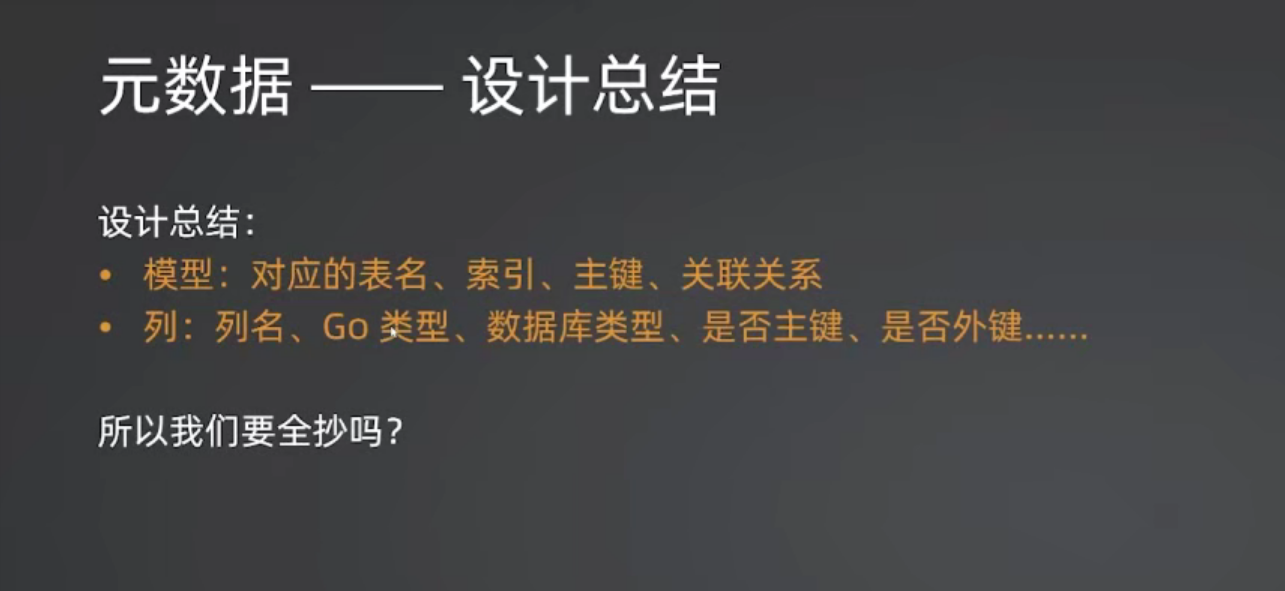 元数据 —— 设计总结
设计总结：
• 模型：对应的表名、索引、主键、关联关系
• 列：列名、Go 类型、数据库类型、是否主键、是否外键……
所以我们要全抄吗？